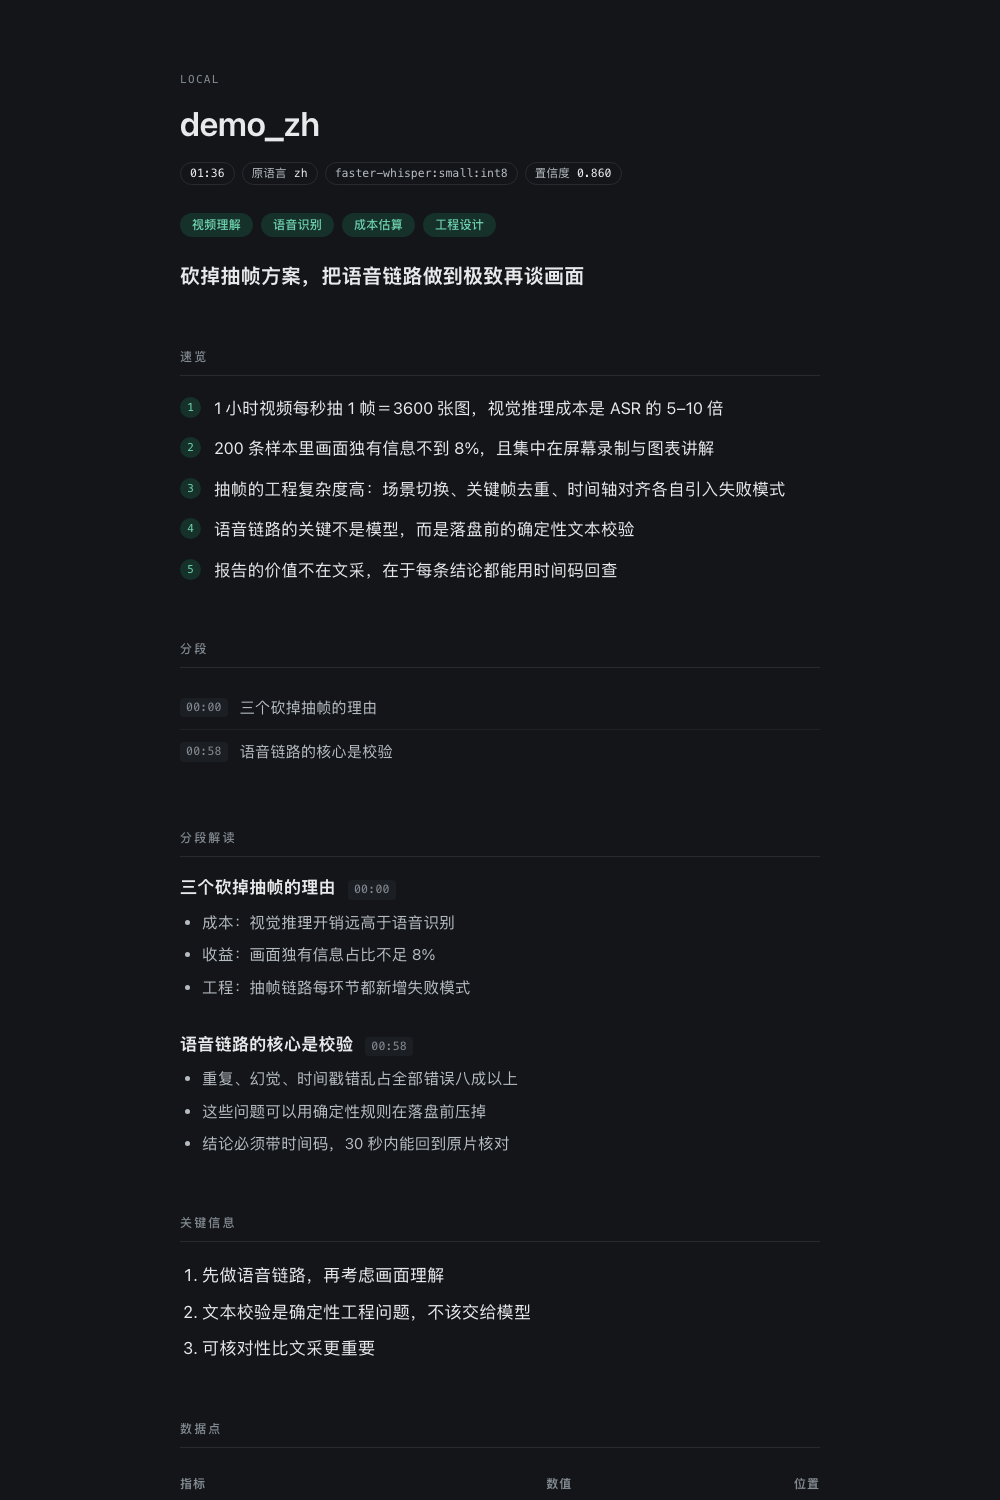 LOCAL
demo_zh
01:36 原语言 zh faster-whisper:small:int8 置信度 0.860
视频理解 语音识别 成本估算 工程设计
砍掉抽帧方案，把语音链路做到极致再谈画面
速览
1 1 小时视频每秒抽 1 帧＝3600 张图，视觉推理成本是 ASR 的 5–10 倍
2 200 条样本里画面独有信息不到 8%，且集中在屏幕录制与图表讲解
3 抽帧的工程复杂度高：场景切换、关键帧去重、时间轴对齐各自引入失败模式
4 语音链路的关键不是模型，而是落盘前的确定性文本校验
5 报告的价值不在文采，在于每条结论都能用时间码回查
分段
00:00 三个砍掉抽帧的理由
00:58 语音链路的核心是校验
分段解读
三个砍掉抽帧的理由 00:00
• 成本：视觉推理开销远高于语音识别
• 收益：画面独有信息占比不足 8%
• 工程：抽帧链路每环节都新增失败模式
语音链路的核心是校验 00:58
• 重复、幻觉、时间戳错乱占全部错误八成以上
• 这些问题可以用确定性规则在落盘前压掉
• 结论必须带时间码，30 秒内能回到原片核对
关键信息
1. 先做语音链路，再考虑画面理解
2. 文本校验是确定性工程问题，不该交给模型
3. 可核对性比文采更重要
数据点
指标 数值 位置